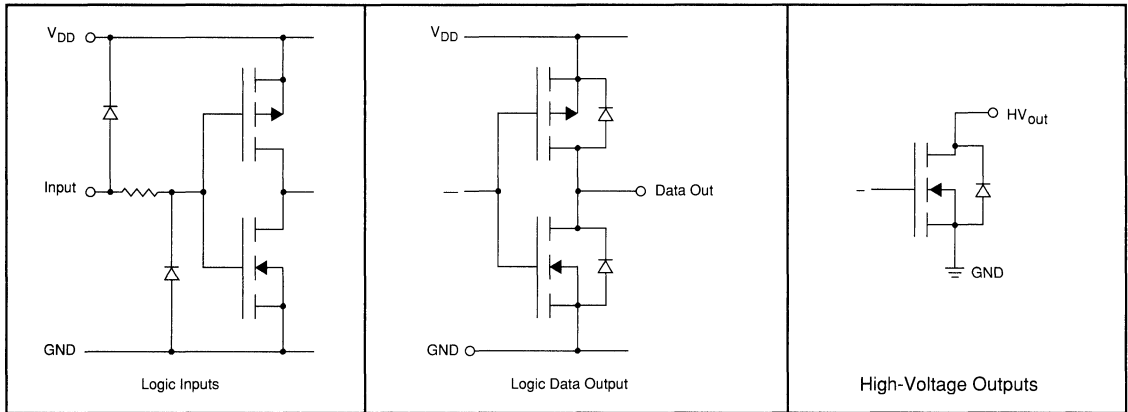 VDD
Input
GND
Logic Inputs
VDD
Data Out
GND
Logic Data Output
HVout
GND
High-Voltage Outputs